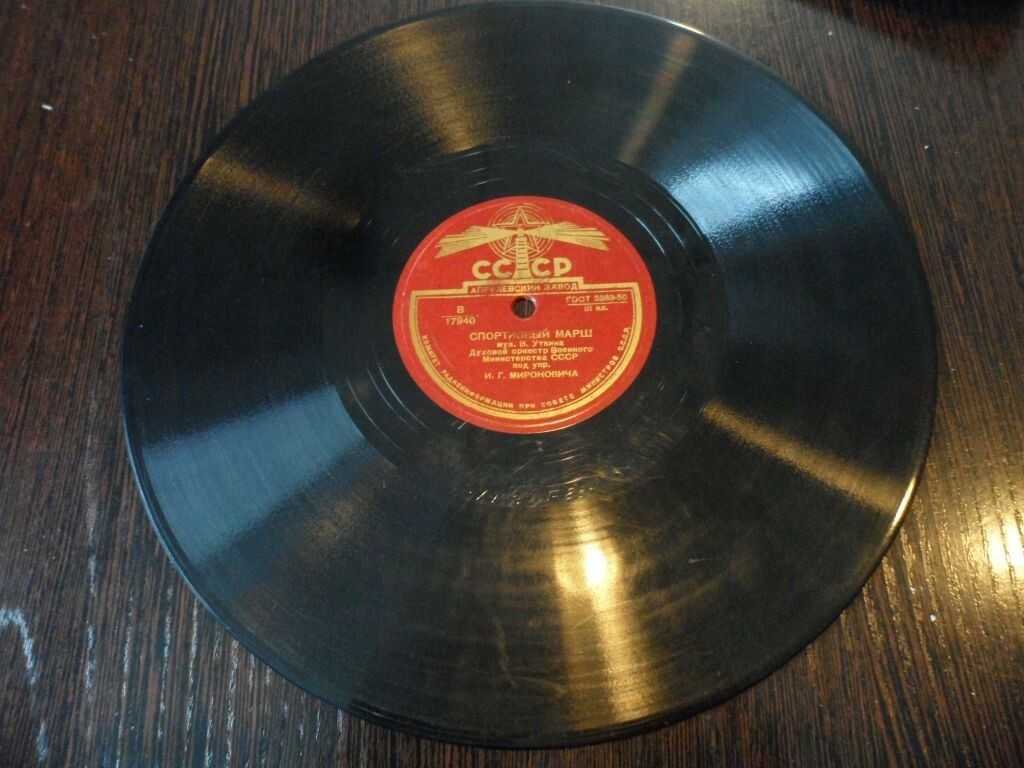 СССР
АПРЕЛЕВСКИЙ ЗАВОД
В
17940
ГОСТ 5289-50
III кл.
СПОРТИВНЫЙ МАРШ
муз. В. Уткина
Духовой оркестр Военного
Министерства СССР
под упр.
И. Г. МИРОНОВИЧА
КОМИТЕТ РАДИОИНФОРМАЦИИ ПРИ СОВЕТЕ МИНИСТРОВ СССР